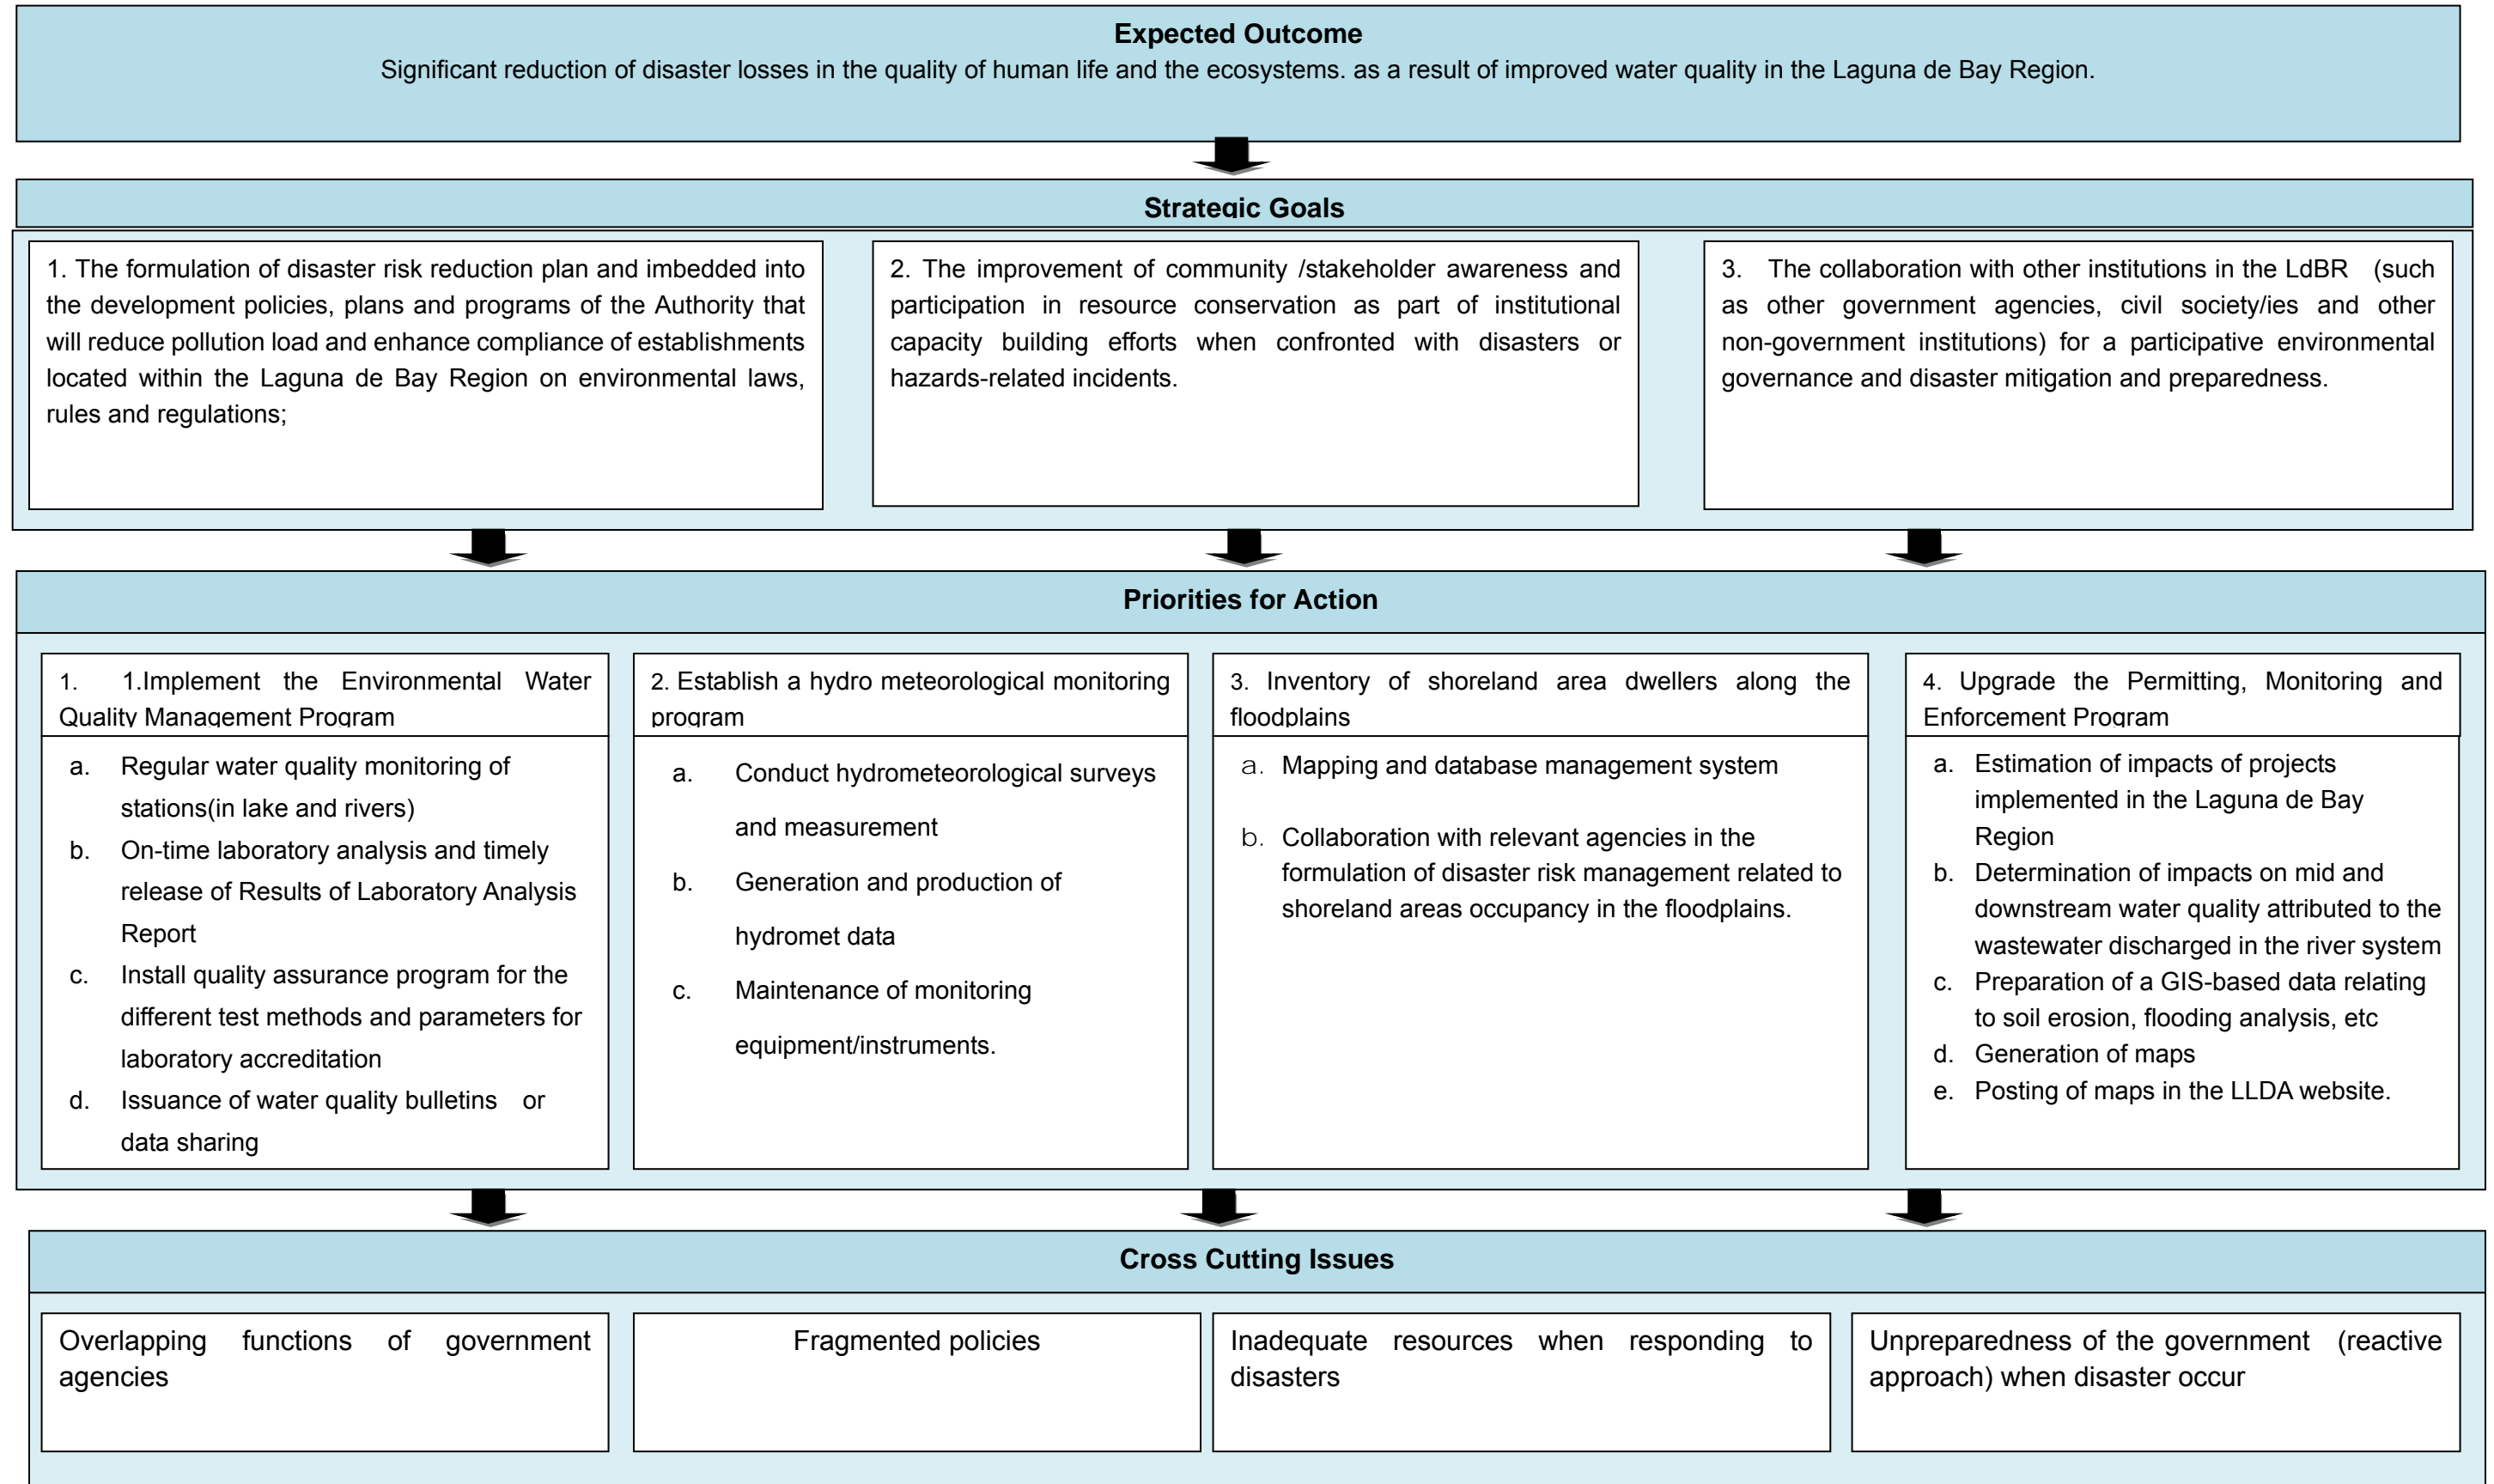 Expected Outcome
Significant reduction of disaster losses in the quality of human life and the ecosystems. as a result of improved water quality in the Laguna de Bay Region.
Strategic Goals
1. The formulation of disaster risk reduction plan and imbedded into
the development policies, plans and programs of the Authority that
will reduce pollution load and enhance compliance of establishments
located within the Laguna de Bay Region on environmental laws,
rules and regulations;
2. The improvement of community /stakeholder awareness and
participation in resource conservation as part of institutional
capacity building efforts when confronted with disasters or
hazards-related incidents.
3. The collaboration with other institutions in the LdBR (such
as other government agencies, civil society/ies and other
non-government institutions) for a participative environmental
governance and disaster mitigation and preparedness.
Priorities for Action
1. 1.Implement the Environmental Water
Quality Management Program
a. Regular water quality monitoring of
stations(in lake and rivers)
b. On-time laboratory analysis and timely
release of Results of Laboratory Analysis
Report
c. Install quality assurance program for the
different test methods and parameters for
laboratory accreditation
d. Issuance of water quality bulletins or
data sharing
2. Establish a hydro meteorological monitoring
program
a. Conduct hydrometeorological surveys
and measurement
b. Generation and production of
hydromet data
c. Maintenance of monitoring
equipment/instruments.
3. Inventory of shoreland area dwellers along the
floodplains
a. Mapping and database management system
b. Collaboration with relevant agencies in the
formulation of disaster risk management related to
shoreland areas occupancy in the floodplains.
4. Upgrade the Permitting, Monitoring and
Enforcement Program
a. Estimation of impacts of projects
implemented in the Laguna de Bay
Region
b. Determination of impacts on mid and
downstream water quality attributed to the
wastewater discharged in the river system
c. Preparation of a GIS-based data relating
to soil erosion, flooding analysis, etc
d. Generation of maps
e. Posting of maps in the LLDA website.
Cross Cutting Issues
Overlapping functions of government
agencies
Fragmented policies
Inadequate resources when responding to
disasters
Unpreparedness of the government (reactive
approach) when disaster occur